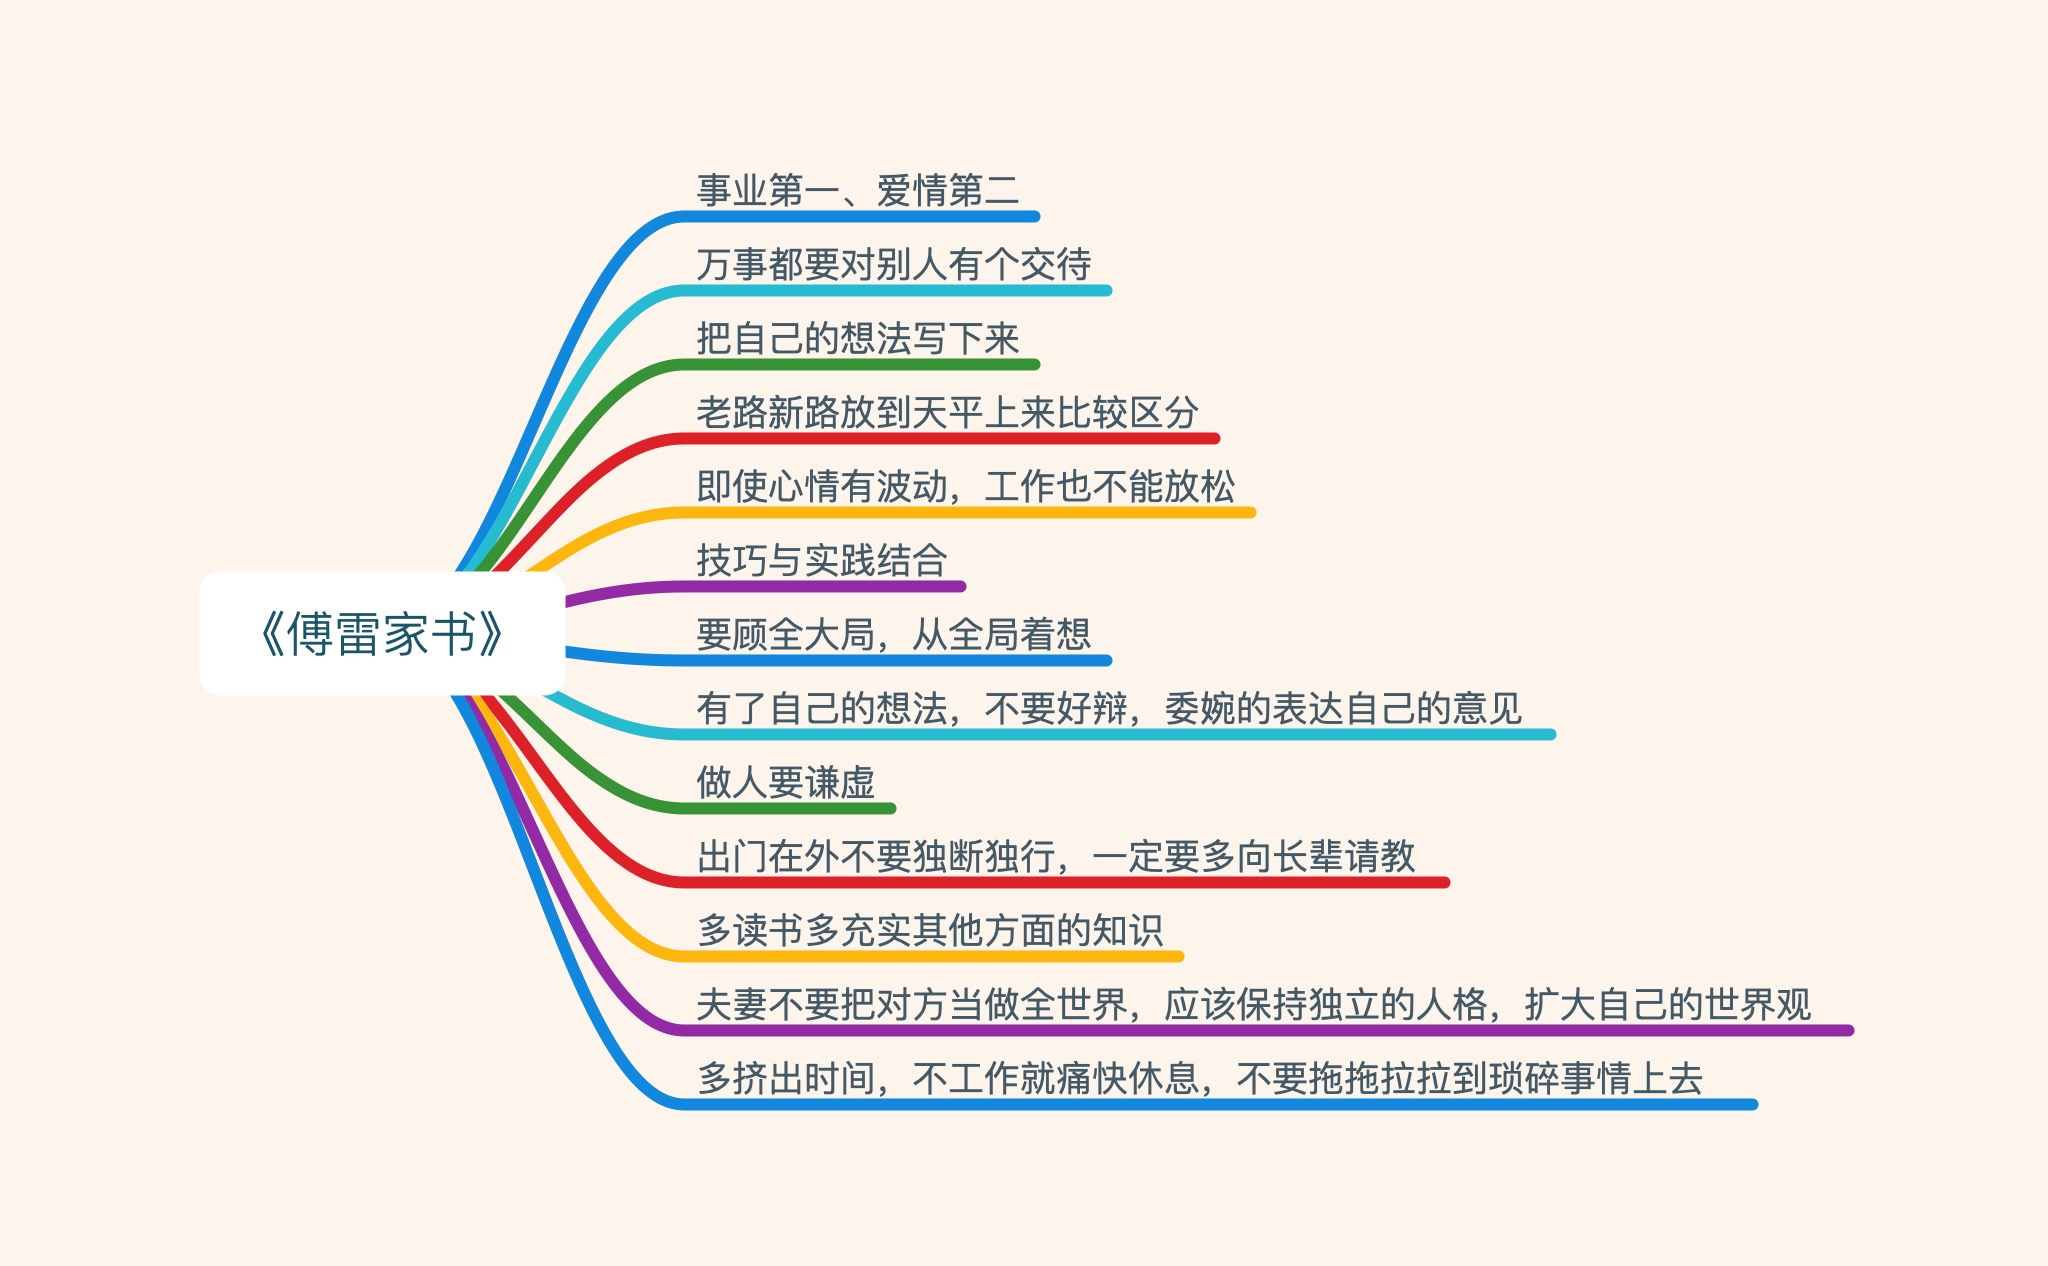 《傅雷家书》
事业第一、爱情第二
万事都要对别人有个交待
把自己的想法写下来
老路新路放到天平上来比较区分
即使心情有波动，工作也不能放松
技巧与实践结合
要顾全大局，从全局着想
有了自己的想法，不要好辩，委婉的表达自己的意见
做人要谦虚
出门在外不要独断独行，一定要多向长辈请教
多读书多充实其他方面的知识
夫妻不要把对方当做全世界，应该保持独立的人格，扩大自己的世界观
多挤出时间，不工作就痛快休息，不要拖拖拉拉到琐碎事情上去